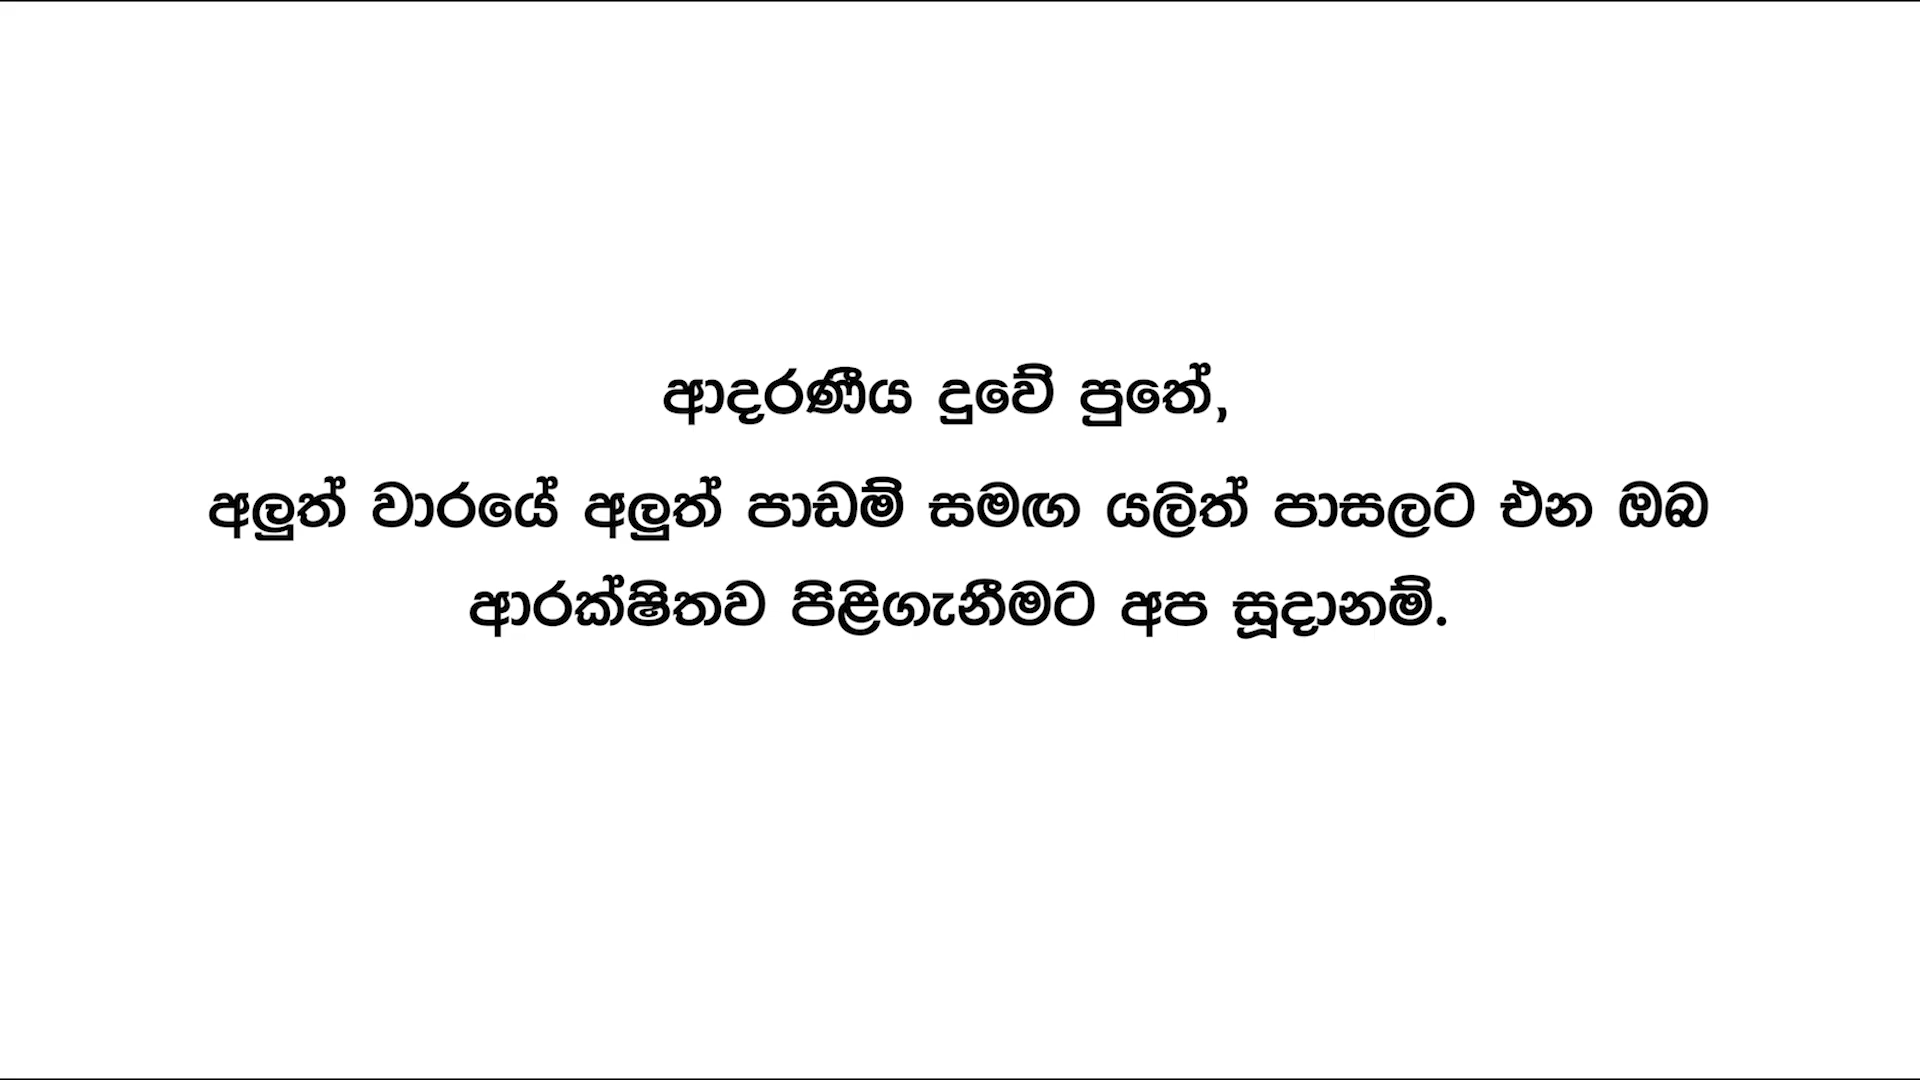 ආදරණීය දුවේ පුතේ,
අලුත් වාරයේ අලුත් පාඩම් සමඟ යලිත් පාසලට එන ඔබ
ආරක්ෂිතව පිළිගැනීමට අප සූදානම්.